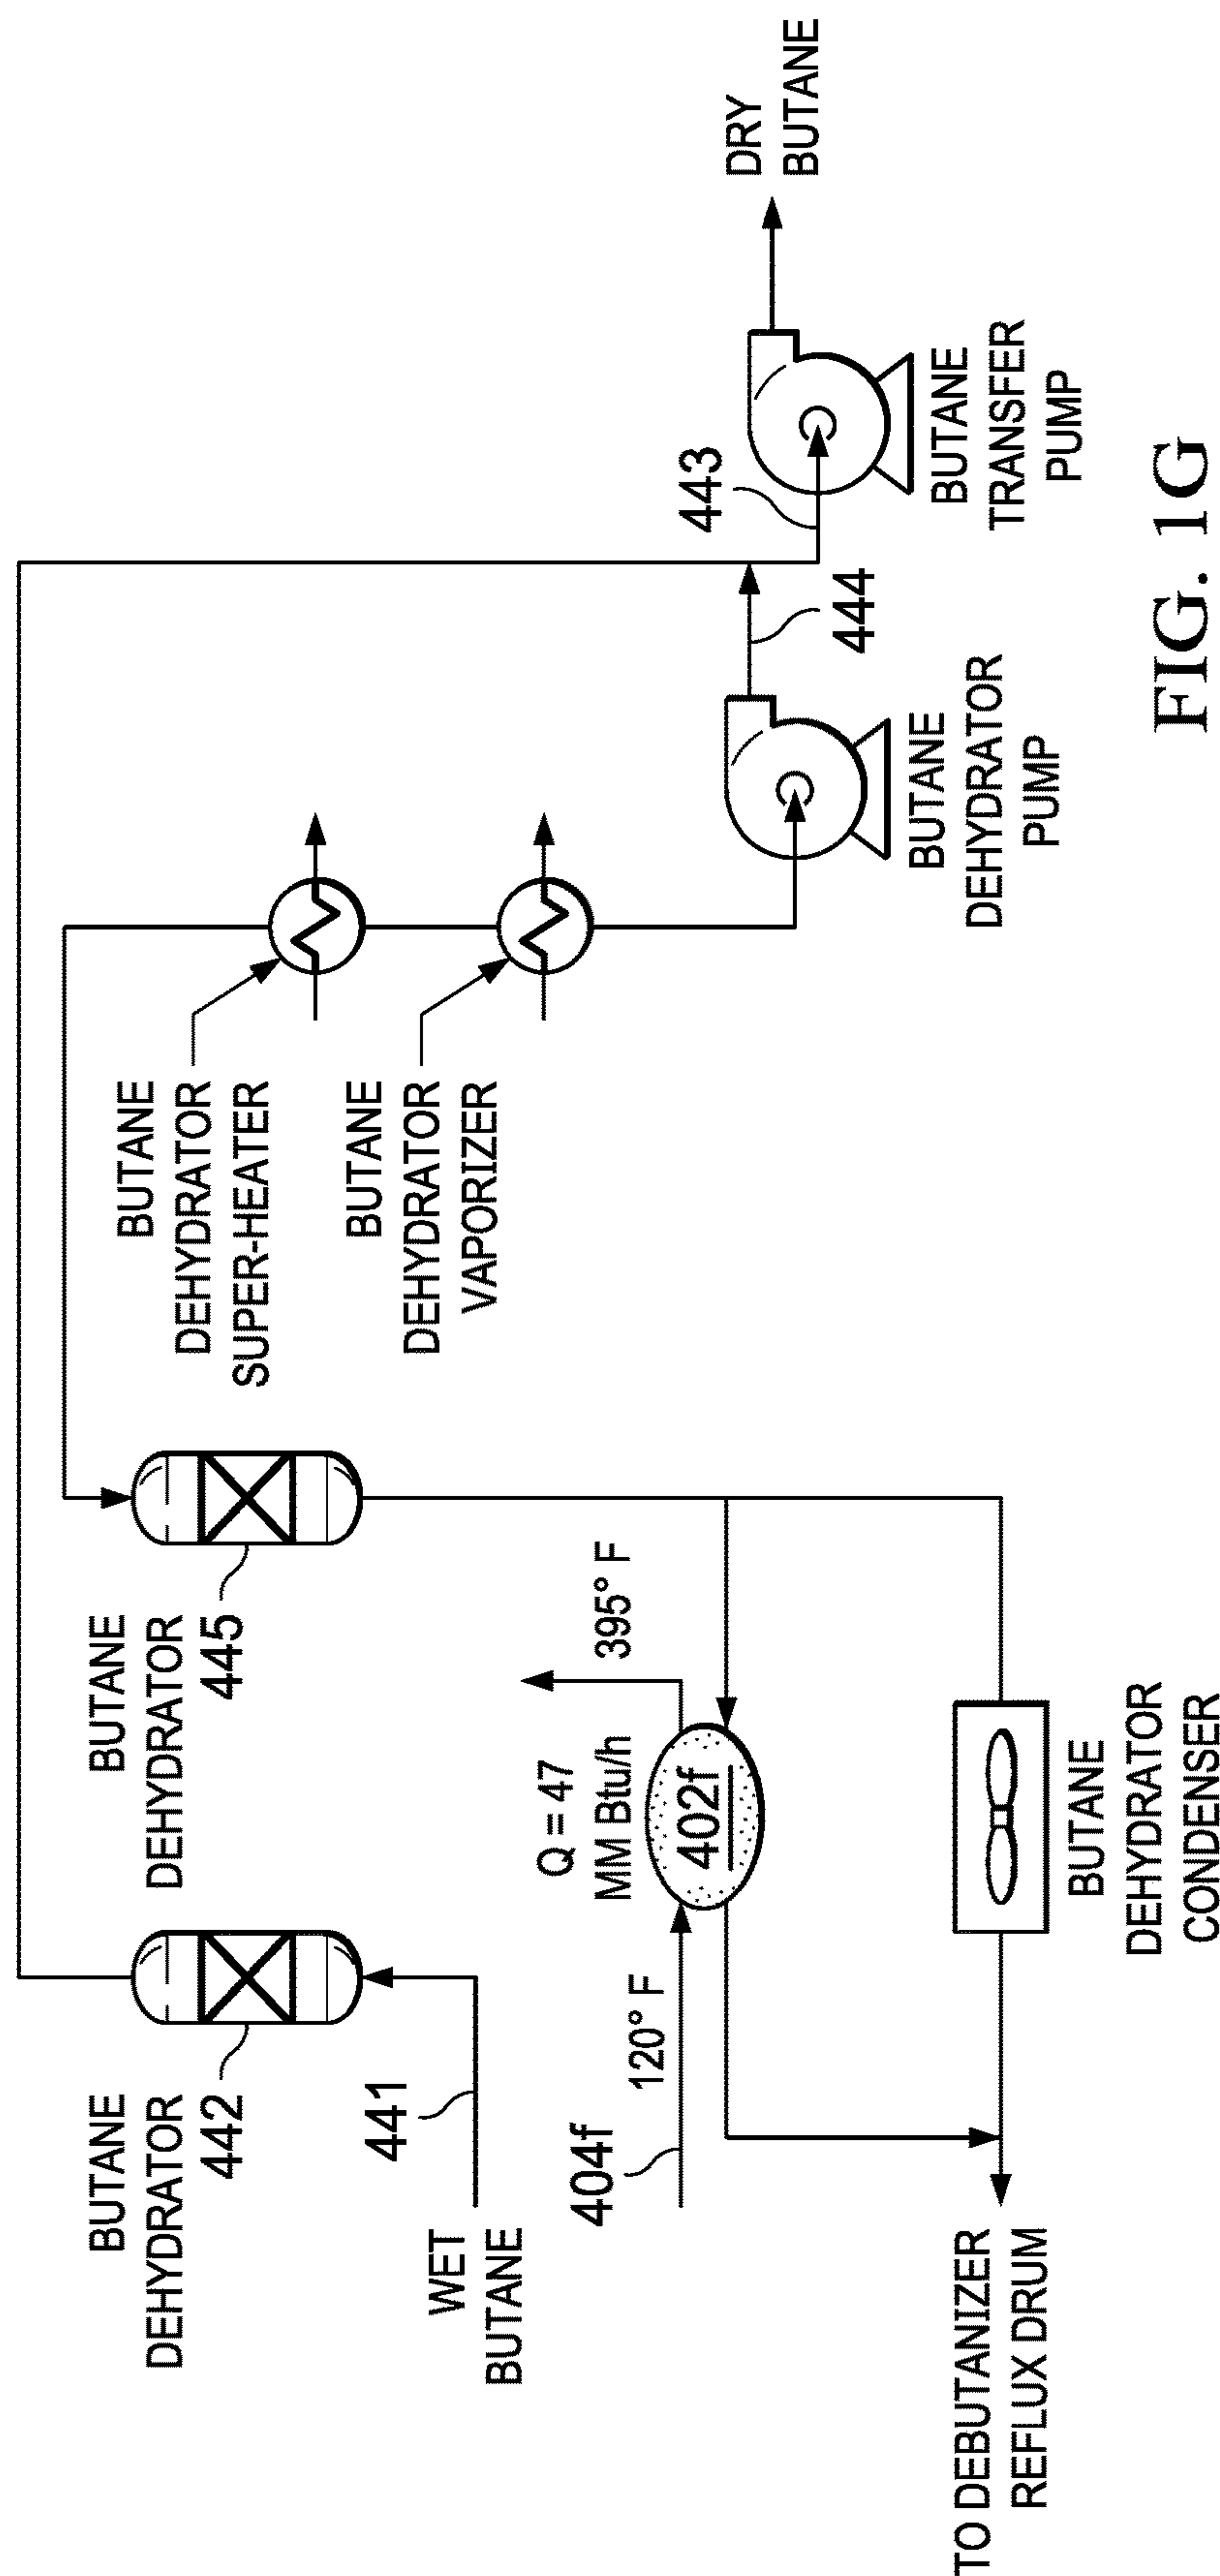 BUTANE
DEHYDRATOR
442
BUTANE
DEHYDRATOR
445
BUTANE
DEHYDRATOR
SUPER-HEATER
BUTANE
DEHYDRATOR
VAPORIZER
WET
BUTANE
441
404f
120° F
Q = 47
MM Btu/h
402f
395° F
443
DRY
BUTANE
444
BUTANE
DEHYDRATOR
PUMP
BUTANE
TRANSFER
PUMP
TO DEBUTANIZER
REFLUX DRUM
BUTANE
DEHYDRATOR
CONDENSER
FIG. 1G